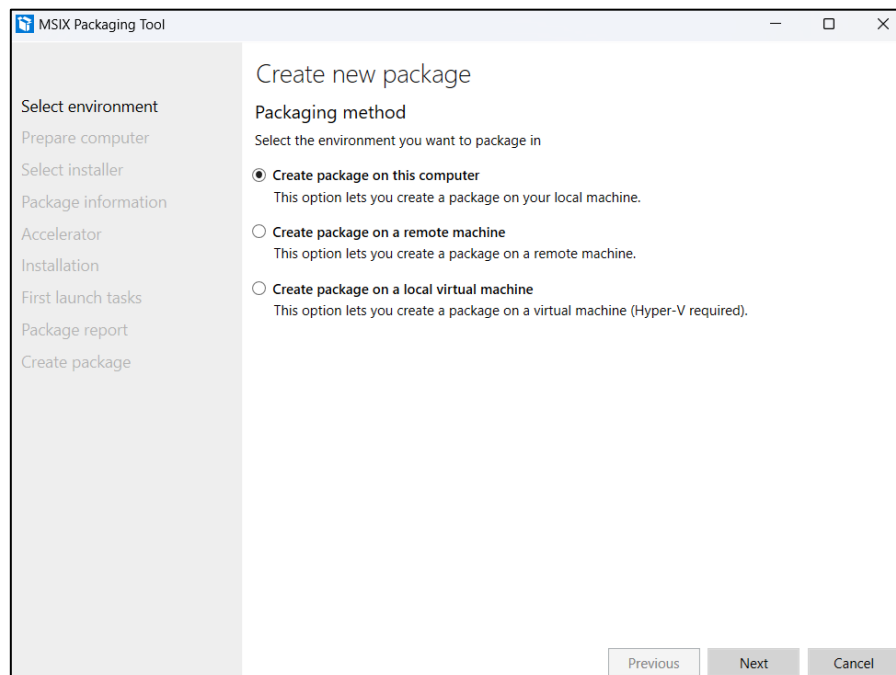 MSIX Packaging Tool
Select environment
Prepare computer
Select installer
Package information
Accelerator
Installation
First launch tasks
Package report
Create package
Create new package
Packaging method
Select the environment you want to package in
Create package on this computer
This option lets you create a package on your local machine.
Create package on a remote machine
This option lets you create a package on a remote machine.
Create package on a local virtual machine
This option lets you create a package on a virtual machine (Hyper-V required).
Previous Next Cancel